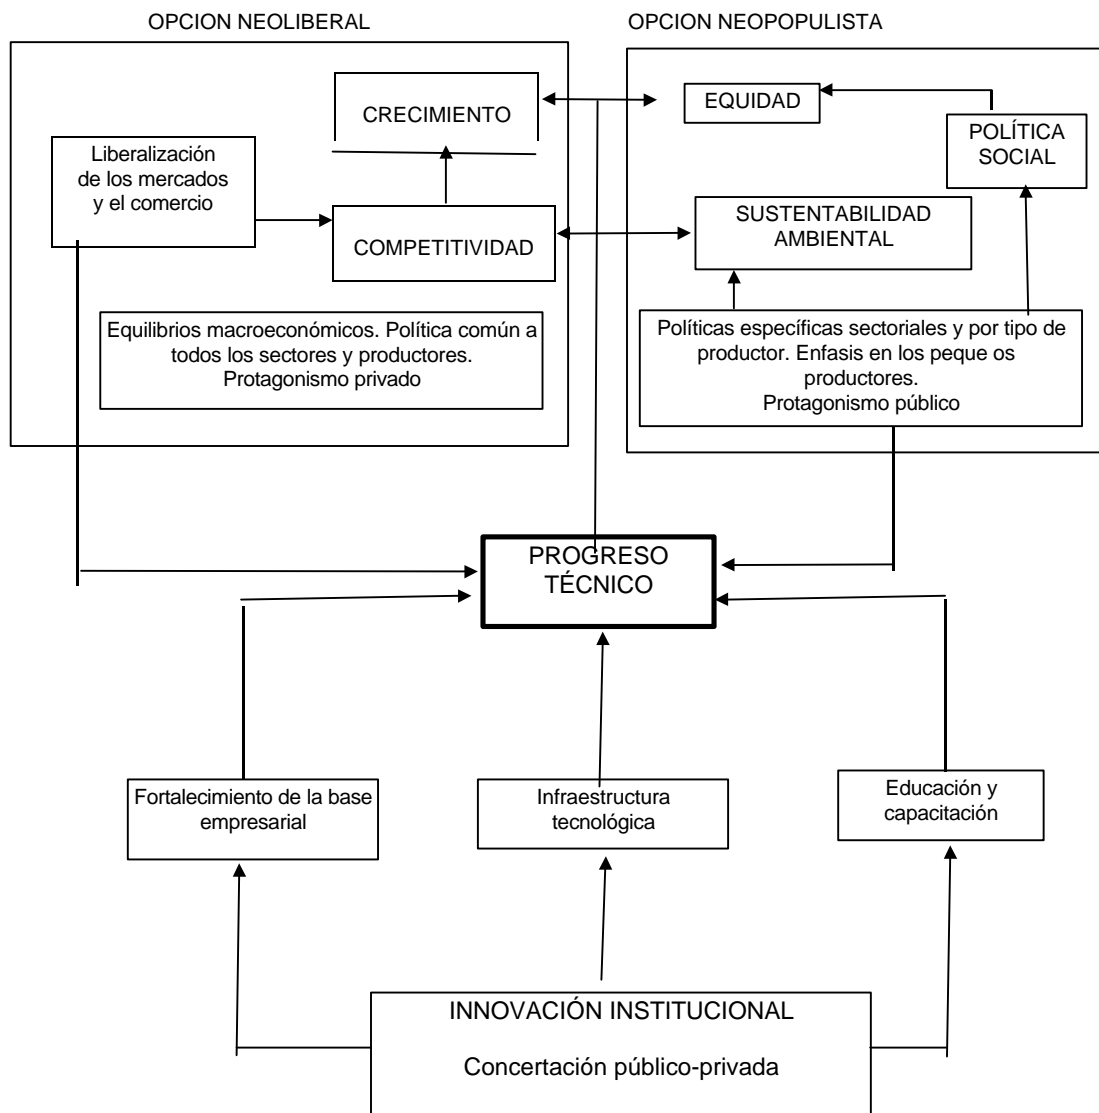 OPCION NEOLIBERAL
OPCION NEOPOPULISTA
CRECIMIENTO
EQUIDAD
POLÍTICA
SOCIAL
Liberalización
de los mercados
y el comercio
COMPETITIVIDAD
SUSTENTABILIDAD
AMBIENTAL
Equilibrios macroeconómicos. Política común a
todos los sectores y productores.
Protagonismo privado
Políticas específicas sectoriales y por tipo de
productor. Enfasis en los peque os
productores.
Protagonismo público
PROGRESO
TÉCNICO
Fortalecimiento de la base
empresarial
Infraestructura
tecnológica
Educación y
capacitación
INNOVACIÓN INSTITUCIONAL
Concertación público-privada